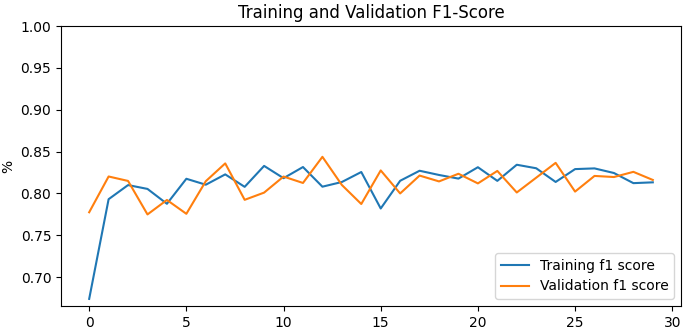 Training and Validation F1-Score
1.00
0.95
0.90
0.85
0.80
0.75
0.70
%
0 5 10 15 20 25 30
Training f1 score
Validation f1 score